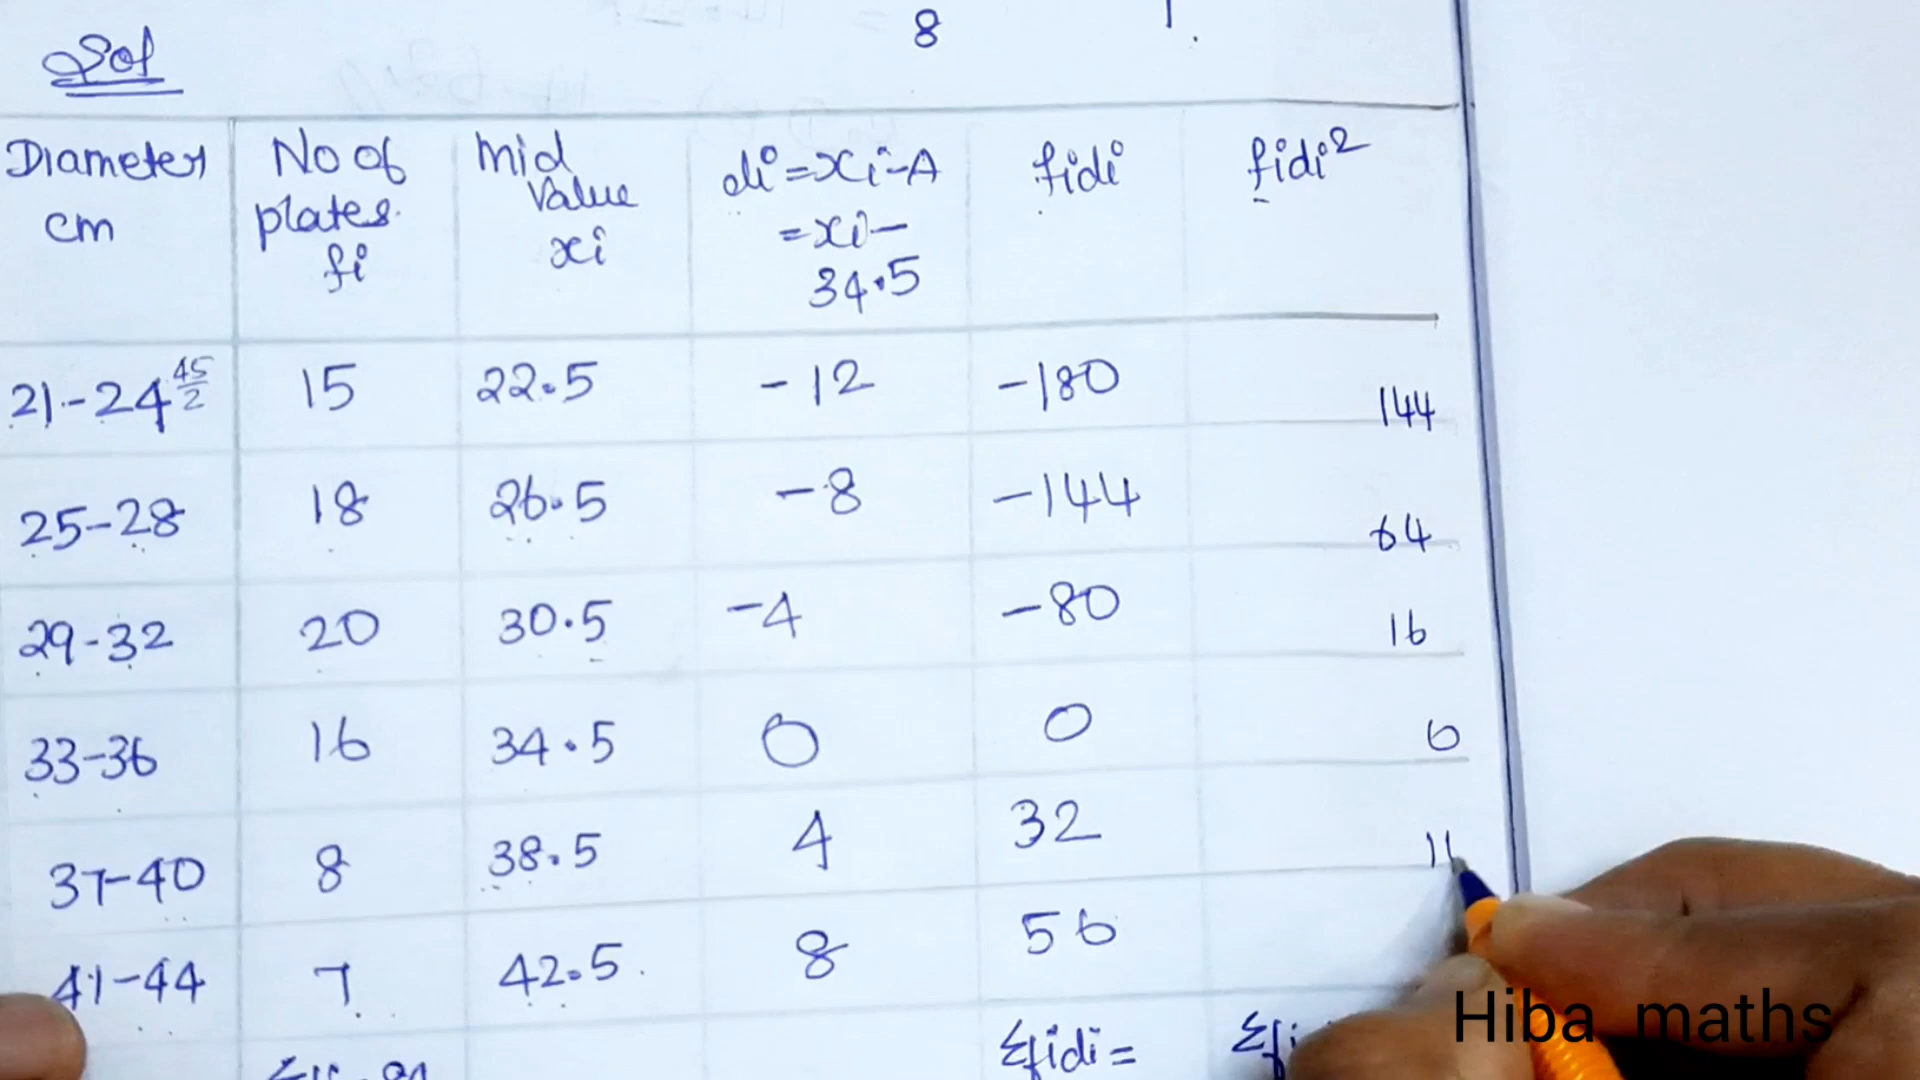 8
Sol
Diameter cm | No of plates fi | Mid Value xi | di = xi - A = xi - 34.5 | fidi | fidi²
21-24 45/2 | 15 | 22.5 | -12 | -180 | 144
25-28 | 18 | 26.5 | -8 | -144 | 64
29-32 | 20 | 30.5 | -4 | -80 | 16
33-36 | 16 | 34.5 | 0 | 0 | 0
37-40 | 8 | 38.5 | 4 | 32
41-44 | 7 | 42.5 | 8 | 56
Σfidi =
Hiba maths